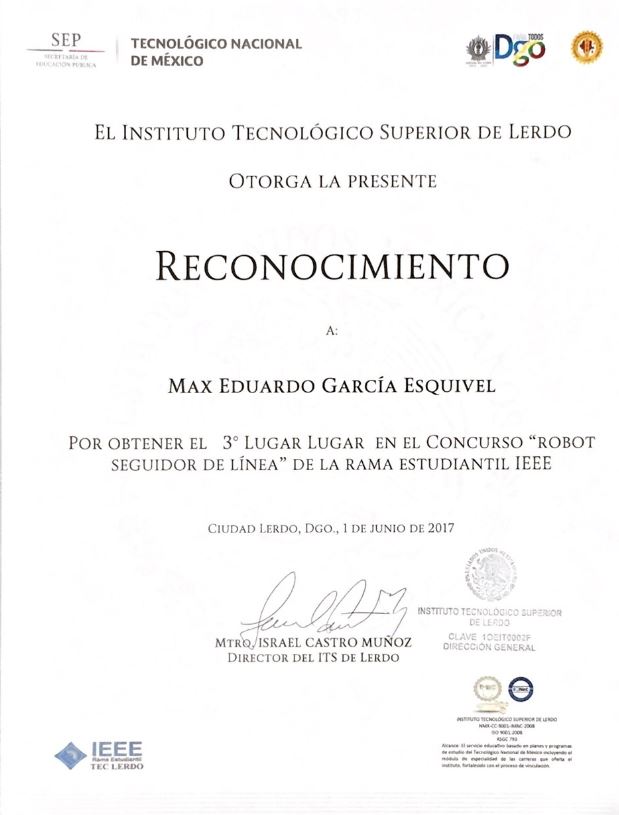 SEP
SECRETARÍA DE
EDUCACIÓN PÚBLICA
TECNOLÓGICO NACIONAL
DE MÉXICO
TODOS
Dgo
EL INSTITUTO TECNOLÓGICO SUPERIOR DE LERDO
OTORGA LA PRESENTE
RECONOCIMIENTO
A:
MAX EDUARDO GARCÍA ESQUIVEL
POR OBTENER EL 3° LUGAR LUGAR EN EL CONCURSO “ROBOT
SEGUIDOR DE LÍNEA” DE LA RAMA ESTUDIANTIL IEEE
CIUDAD LERDO, DGO., 1 DE JUNIO DE 2017
MTRO. ISRAEL CASTRO MUÑOZ
DIRECTOR DEL ITS DE LERDO
INSTITUTO TECNOLÓGICO SUPERIOR
DE LERDO
CLAVE 10EIT0002F
DIRECCIÓN GENERAL
INSTITUTO TECNOLÓGICO SUPERIOR DE LERDO
NMX-CC-9001-IMNC-2008
ISO 9001:2008
RSGC 793
Alcance: El servicio educativo basado en planes y programas
de estudio del Tecnológico Nacional de México incluyendo el
módulo de especialidad de las carreras que oferta el
instituto, fortalecido con el proceso de vinculación.
IEEE
Rama Estudiantil
TEC LERDO